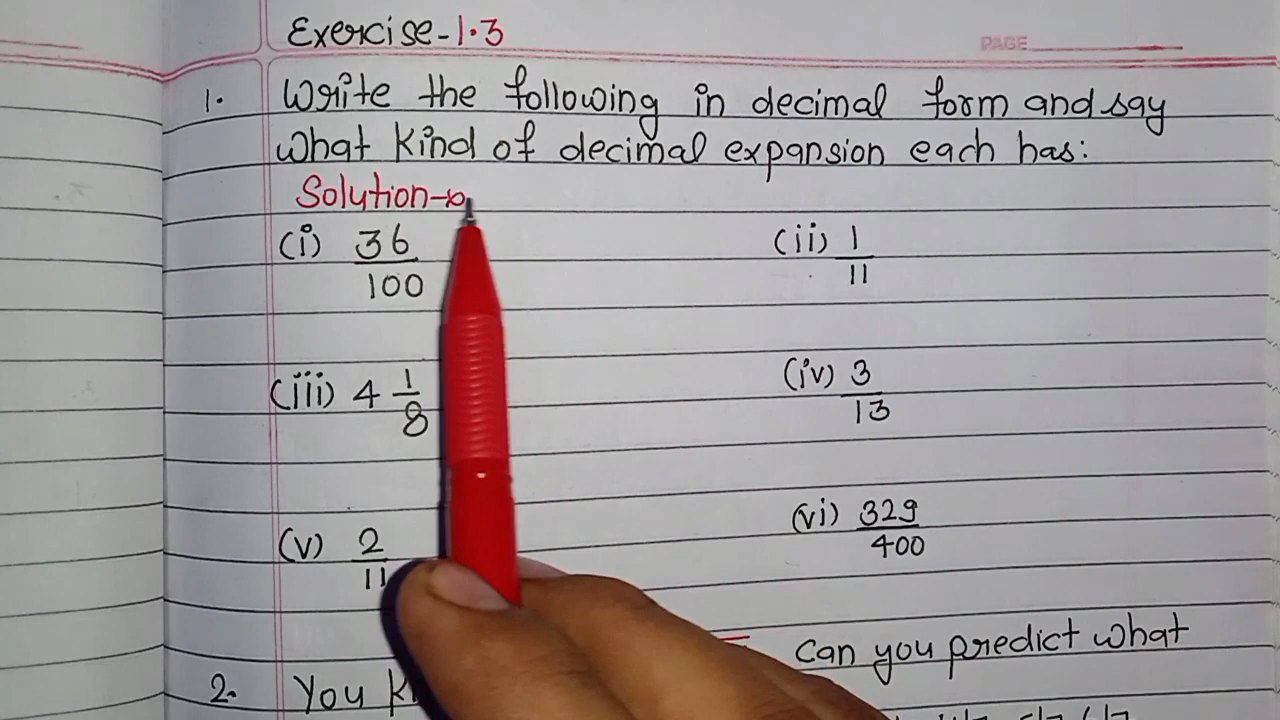 Exercise-1.3
PAGE
1. Write the following in decimal form and say
what kind of decimal expansion each has:
Solution→
(i) 36/100 (ii) 1/11
(iii) 4 1/8 (iv) 3/13
(v) 2/11 (vi) 329/400
can you predict what
2. You